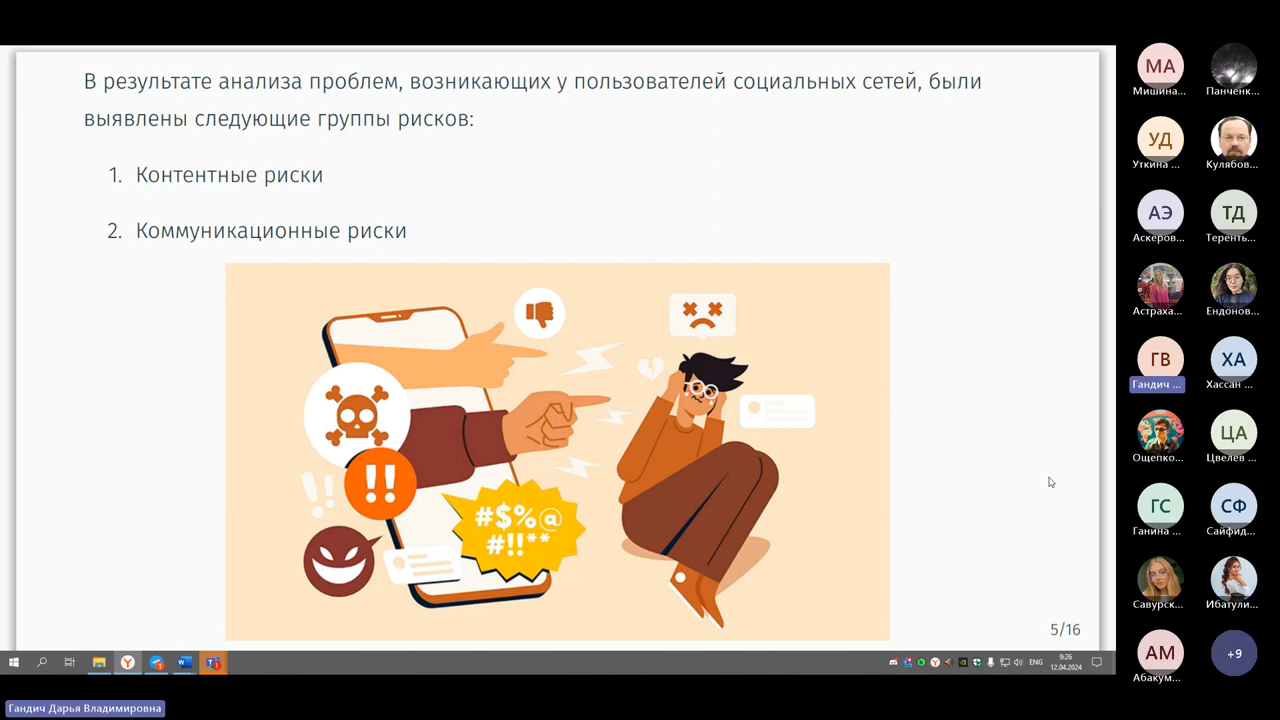 В результате анализа проблем, возникающих у пользователей социальных сетей, были
выявлены следующие группы рисков:
1. Контентные риски
2. Коммуникационные риски
!!
!!
#$%@
#!!**
5/16
ENG
9:26
12.04.2024
Гандич Дарья Владимировна
МА
Мишина...
Панченк...
УД
Уткина ...
Кулябов...
АЭ
Аскеров...
ТД
Теренть...
Астраха...
Ендонов...
ГВ
Гандич ...
ХА
Хассан ...
Ощепко...
ЦА
Цвелев ...
ГС
Ганина ...
СФ
Сайфид...
Савурск...
Ибатули...
АМ
Абакум...
+9